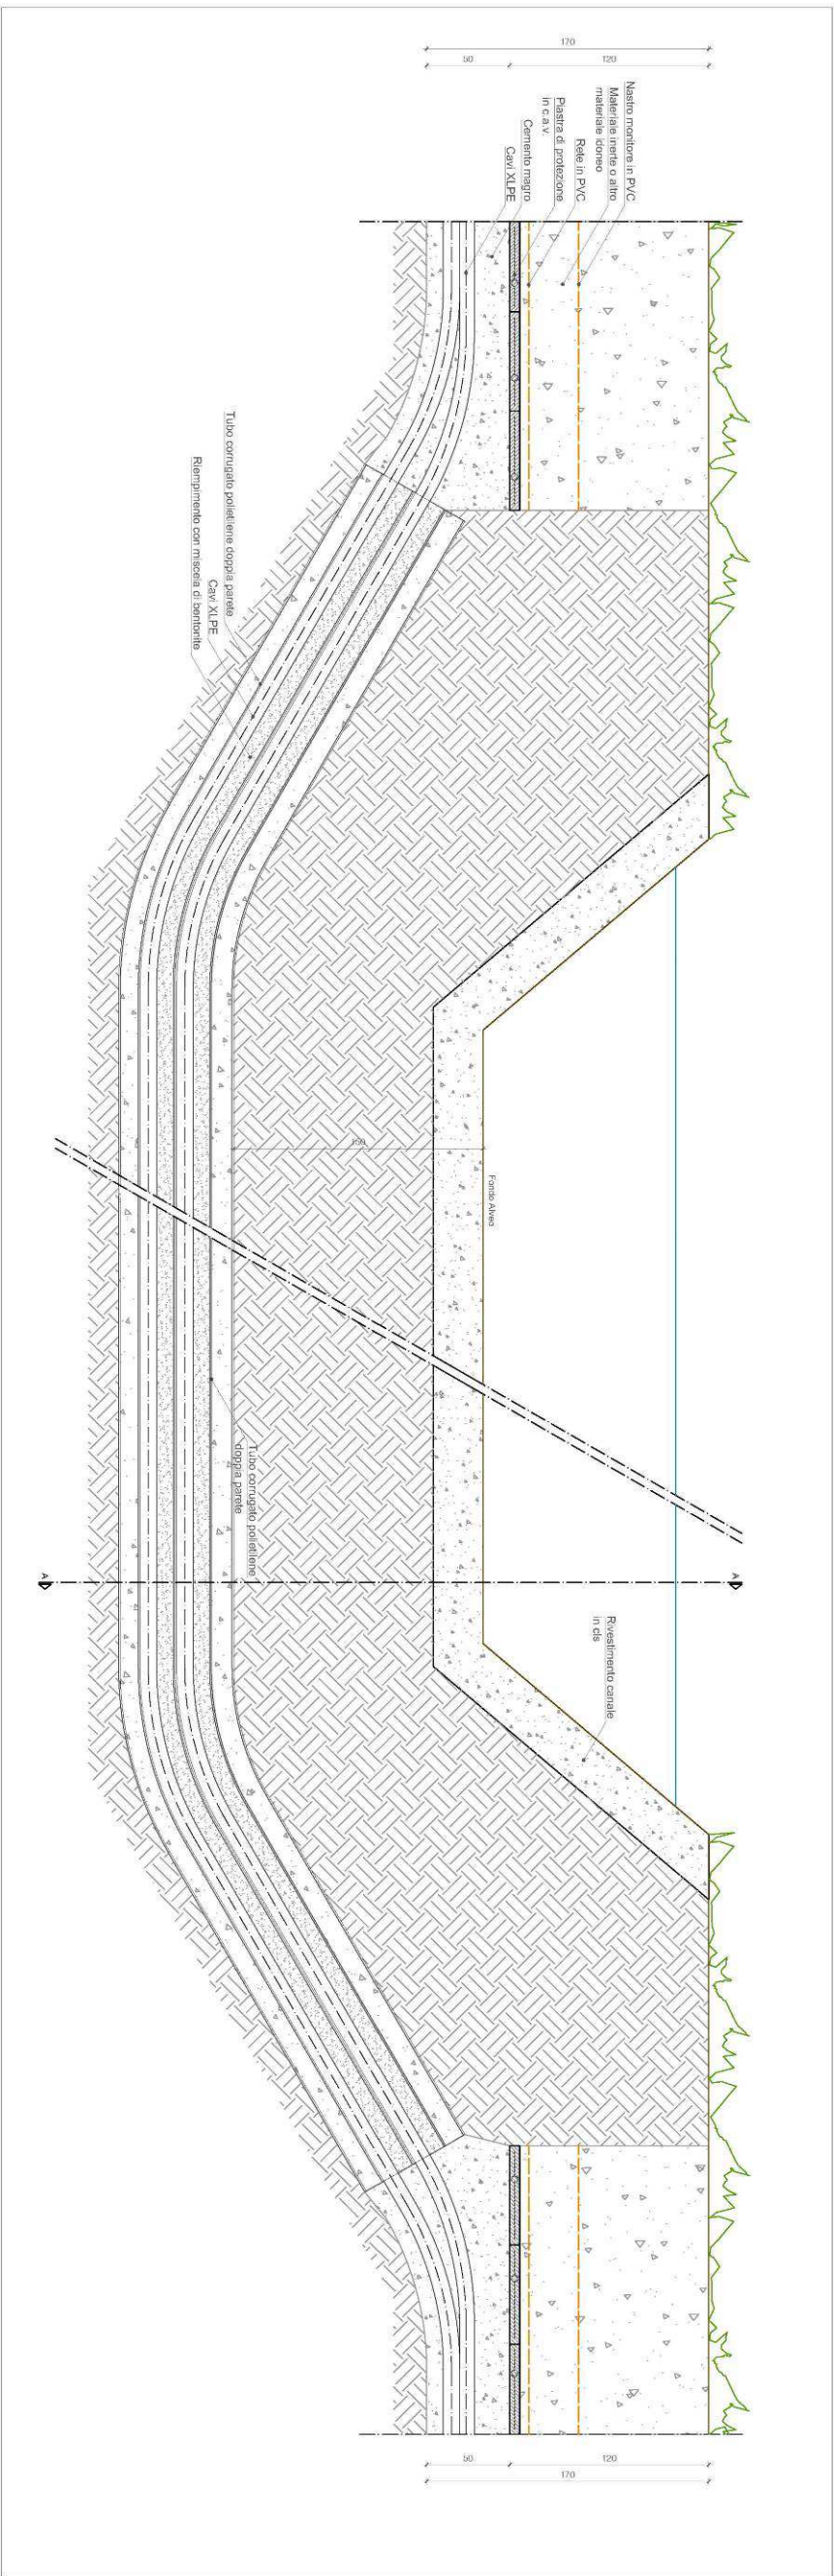 170
50
120
Nastro monitore in PVC
Materiale inerte o altro
materiale idoneo
Rete in PVC
Piastra di protezione
in c.a.v.
Cemento magro
Cavi XLPE
Tubo corrugato polietilene doppia parete
Cavi XLPE
Riempimento con miscela di bentonite
150
Fondo Alveo
Tubo corrugato polietilene
doppia parete
A
A
Rivestimento canale
in cls
50
120
170